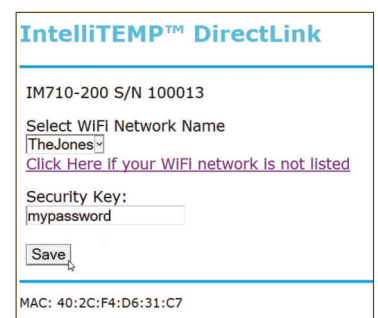 IntelliTEMP™ DirectLink
IM710-200 S/N 100013
Select WiFi Network Name
TheJones
Click Here if your WiFi network is not listed
Security Key:
mypassword
Save
MAC: 40:2C:F4:D6:31:C7